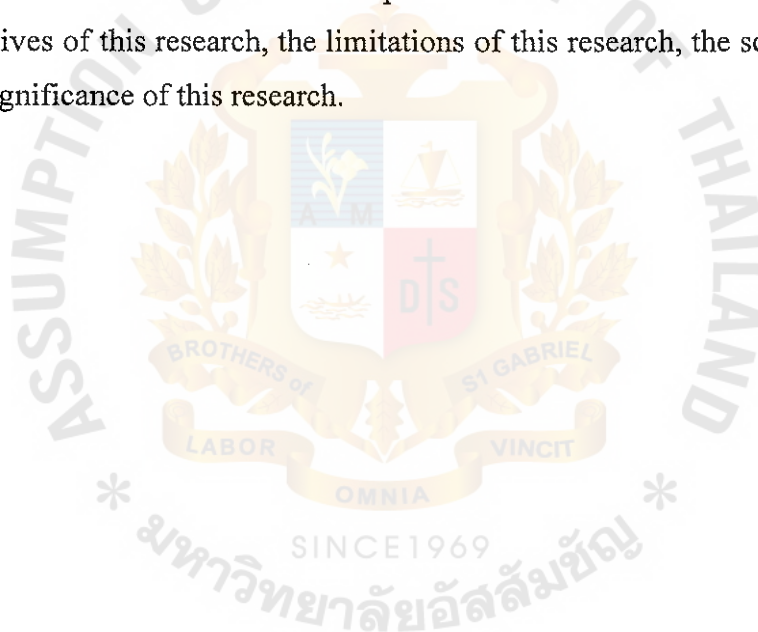 ives of this research, the limitations of this research, the s
gnificance of this research.
ASSUMPTION
OF
THAILAND
A M
D S
BROTHERS of
ST GABRIEL
LABOR
VINCIT
OMNIA
* *
SINCE1969
มหาวิทยาลัยอัสสัมชัญ